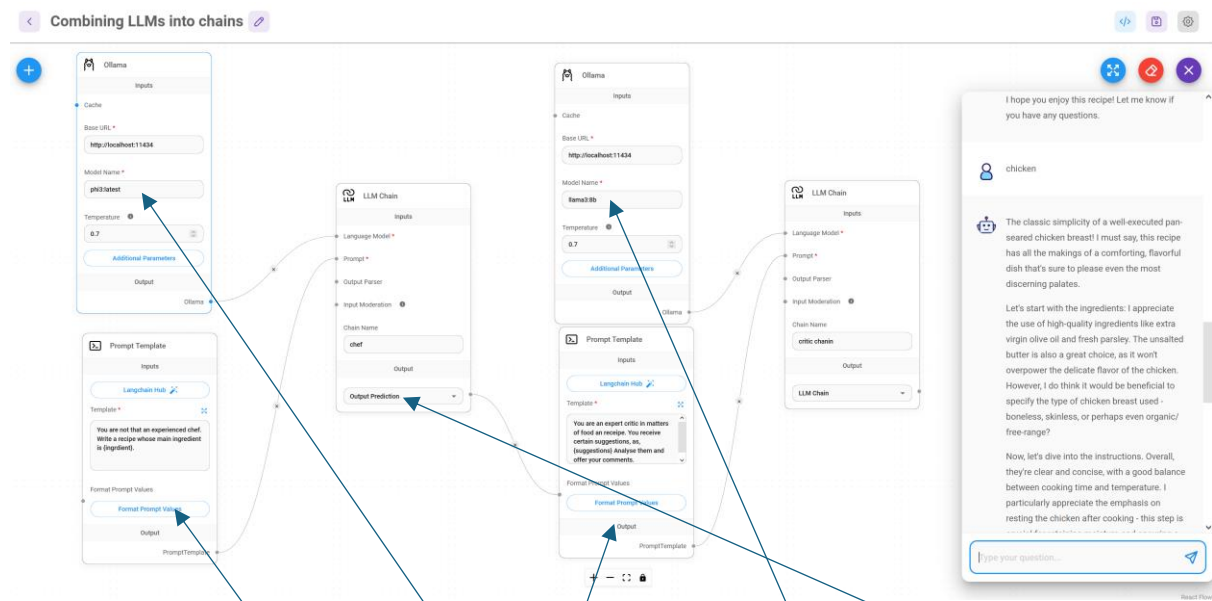 Combining LLMs into chains
Ollama
Inputs
Cache
Base URL *
http://localhost:11434
Model Name *
phi3:latest
Temperature
0.7
Additional Parameters
Output
Ollama
Prompt Template
Inputs
Langchain Hub
Template *
You are not that an experienced chef.
Write a recipe whose main ingredient
is {ingrdient}.
Format Prompt Values
Format Prompt Values
Output
PromptTemplate
LLM
LLM Chain
Inputs
Language Model *
Prompt *
Output Parser
Input Moderation
Chain Name
chef
Output
Output Prediction
Ollama
Inputs
Cache
Base URL *
http://localhost:11434
Model Name *
llama3:8b
Temperature
0.7
Additional Parameters
Output
Ollama
Prompt Template
Inputs
Langchain Hub
Template *
You are an expert critic in matters
of food an receipe. You receive
certain suggestions, as,
{suggestions} Analyse them and
offer your comments.
Format Prompt Values
Format Prompt Values
Output
PromptTemplate
LLM
LLM Chain
Inputs
Language Model *
Prompt *
Output Parser
Input Moderation
Chain Name
critic chanin
Output
LLM Chain
I hope you enjoy this recipe! Let me know if
you have any questions.
chicken
The classic simplicity of a well-executed pan-
seared chicken breast! I must say, this recipe
has all the makings of a comforting, flavorful
dish that's sure to please even the most
discerning palates.
Let's start with the ingredients: I appreciate
the use of high-quality ingredients like extra
virgin olive oil and fresh parsley. The unsalted
butter is also a great choice, as it won't
overpower the delicate flavor of the chicken.
However, I do think it would be beneficial to
specify the type of chicken breast used -
boneless, skinless, or perhaps even organic/
free-range?
Now, let's dive into the instructions. Overall,
they're clear and concise, with a good balance
between cooking time and temperature. I
particularly appreciate the emphasis on
resting the chicken after cooking - this step is
Type your question...
React Flow